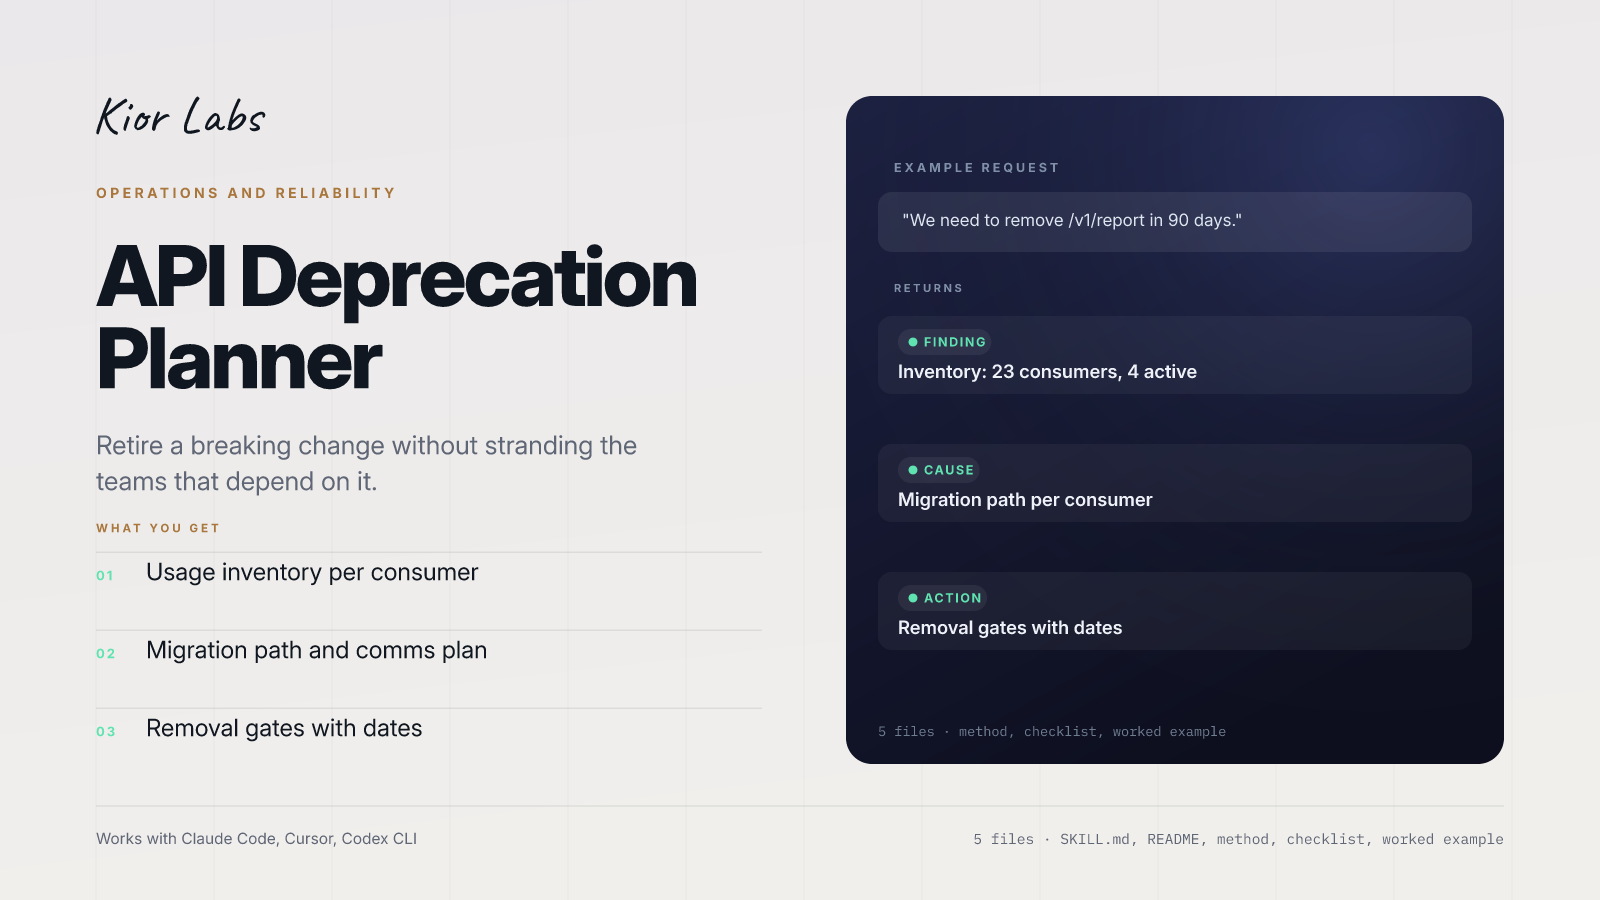 Kior Labs
OPERATIONS AND RELIABILITY
API Deprecation
Planner
Retire a breaking change without stranding the
teams that depend on it.
WHAT YOU GET
01 Usage inventory per consumer
02 Migration path and comms plan
03 Removal gates with dates
EXAMPLE REQUEST
"We need to remove /v1/report in 90 days."
RETURNS
FINDING
Inventory: 23 consumers, 4 active
CAUSE
Migration path per consumer
ACTION
Removal gates with dates
5 files · method, checklist, worked example
Works with Claude Code, Cursor, Codex CLI
5 files · SKILL.md, README, method, checklist, worked example